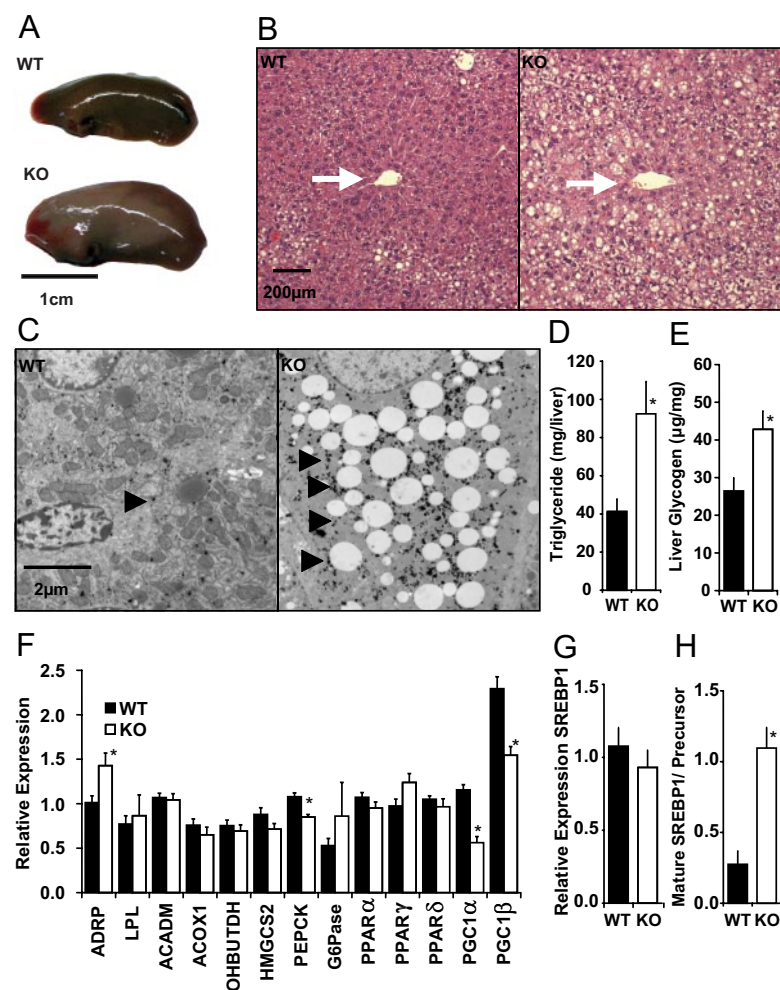 A
WT
KO
1cm
B
WT
KO
200µm
C
WT
KO
2µm
D
Triglyceride (mg/liver)
120
100
80
60
40
20
0
*
WT KO
E
Liver Glycogen (µg/mg)
60
50
40
30
20
10
0
*
WT KO
F
Relative Expression
2.5
2.0
1.5
1.0
0.5
0.0
WT
KO
*
*
*
*
ADRP
LPL
ACADM
ACOX1
OHBUTDH
HMGCS2
PEPCK
G6Pase
PPARα
PPARγ
PPARδ
PGC1α
PGC1β
G
Relative Expression SREBP1
1.5
1.0
0.5
0.0
WT KO
H
Mature SREBP1/ Precursor
1.5
1.0
0.5
0.0
*
WT KO